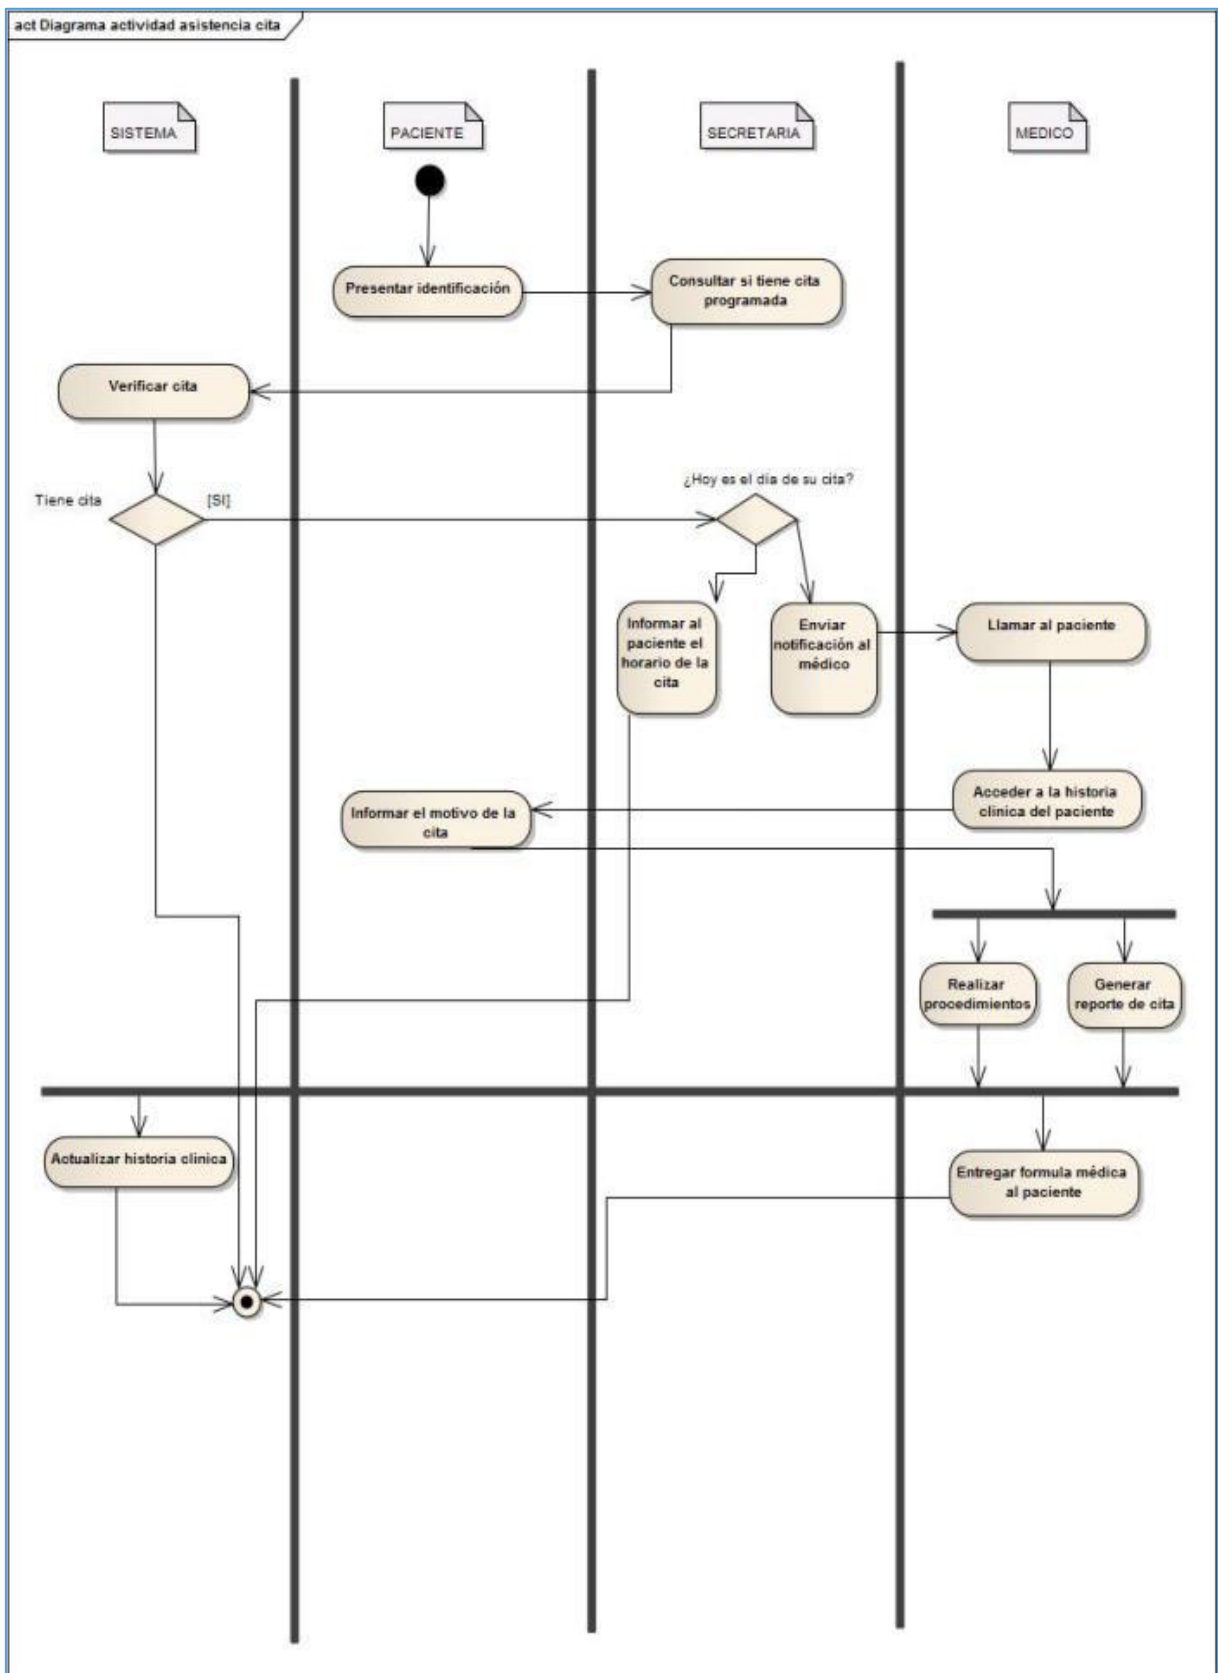 act Diagrama actividad asistencia cita
SISTEMA
PACIENTE
SECRETARIA
MEDICO
Presentar identificación
Consultar si tiene cita
programada
Verificar cita
Tiene cita
[SI]
¿Hoy es el día de su cita?
Informar al
paciente el
horario de la
cita
Enviar
notificación al
médico
Llamar al paciente
Acceder a la historia
clinica del paciente
Informar el motivo de la
cita
Realizar
procedimientos
Generar
reporte de cita
Actualizar historia clinica
Entregar formula médica
al paciente